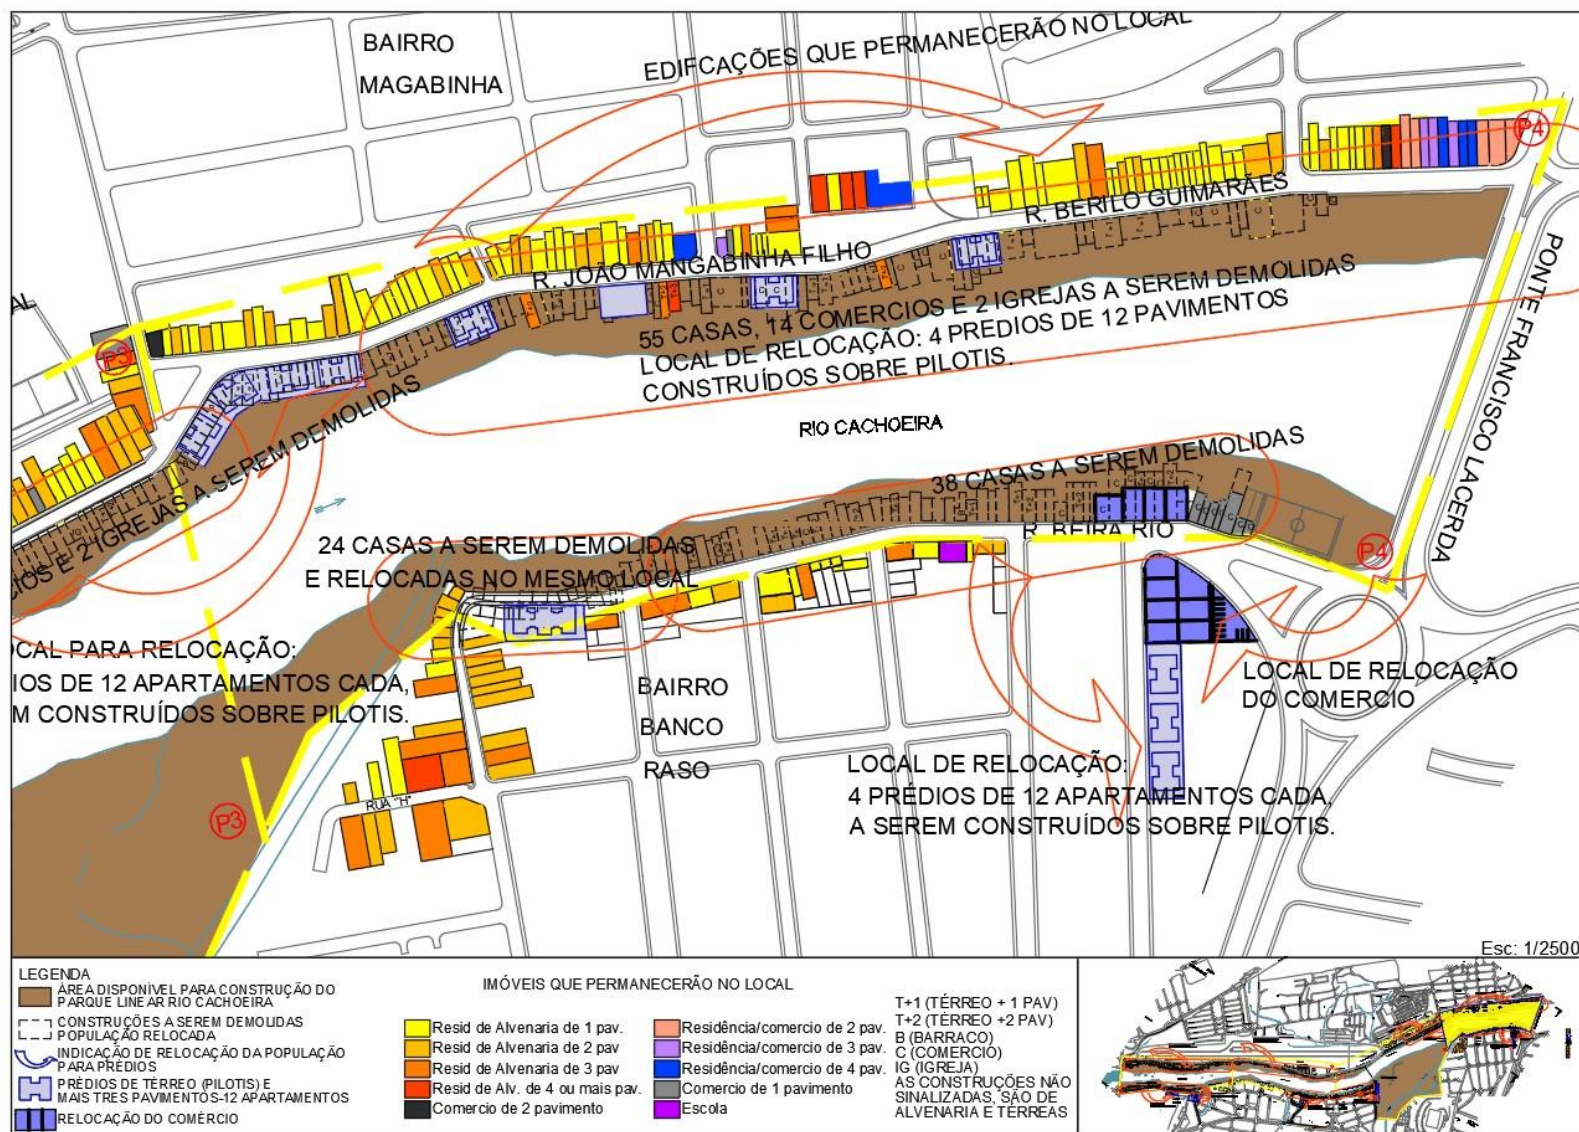 BAIRRO
MAGABINHA
EDIFCAÇÕES QUE PERMANECERÃO NO LOCAL
P4
R. BERILO GUIMARÃES
R. JOÃO MANGABINHA FILHO
P3
55 CASAS, 14 COMERCIOS E 2 IGREJAS A SEREM DEMOLIDAS
LOCAL DE RELOCAÇÃO: 4 PREDIOS DE 12 PAVIMENTOS
CONSTRUÍDOS SOBRE PILOTIS.
PONTE FRANCISCO LACERDA
RIO CACHOEIRA
CIOS E 2 IGREJAS A SEREM DEMOLIDAS
38 CASAS A SEREM DEMOLIDAS
R. BEIRA RIO
P4
24 CASAS A SEREM DEMOLIDAS
E RELOCADAS NO MESMO LOCAL
OCAL PARA RELOCAÇÃO:
IOS DE 12 APARTAMENTOS CADA,
M CONSTRUÍDOS SOBRE PILOTIS.
BAIRRO
BANCO
RASO
LOCAL DE RELOCAÇÃO
DO COMERCIO
LOCAL DE RELOCAÇÃO:
4 PRÉDIOS DE 12 APARTAMENTOS CADA,
A SEREM CONSTRUÍDOS SOBRE PILOTIS.
RUA "H"
P3
Esc: 1/2500
LEGENDA
ÁREA DISPONÍVEL PARA CONSTRUÇÃO DO
PARQUE LINEAR RIO CACHOEIRA
CONSTRUÇÕES A SEREM DEMOLIDAS
POPULAÇÃO RELOCADA
INDICAÇÃO DE RELOCAÇÃO DA POPULAÇÃO
PARA PRÉDIOS
PRÉDIOS DE TÉRREO (PILOTIS) E
MAIS TRES PAVIMENTOS-12 APARTAMENTOS
RELOCAÇÃO DO COMÉRCIO
IMÓVEIS QUE PERMANECERÃO NO LOCAL
Resid de Alvenaria de 1 pav.
Resid de Alvenaria de 2 pav
Resid de Alvenaria de 3 pav
Resid de Alv. de 4 ou mais pav.
Comercio de 2 pavimento
Residência/comercio de 2 pav.
Residência/comercio de 3 pav.
Residência/comercio de 4 pav.
Comercio de 1 pavimento
Escola
T+1 (TÉRREO + 1 PAV)
T+2 (TÉRREO +2 PAV)
B (BARRACO)
C (COMERCIO)
IG (IGREJA)
AS CONSTRUÇÕES NÃO
SINALIZADAS, SÃO DE
ALVENARIA E TÉRREAS